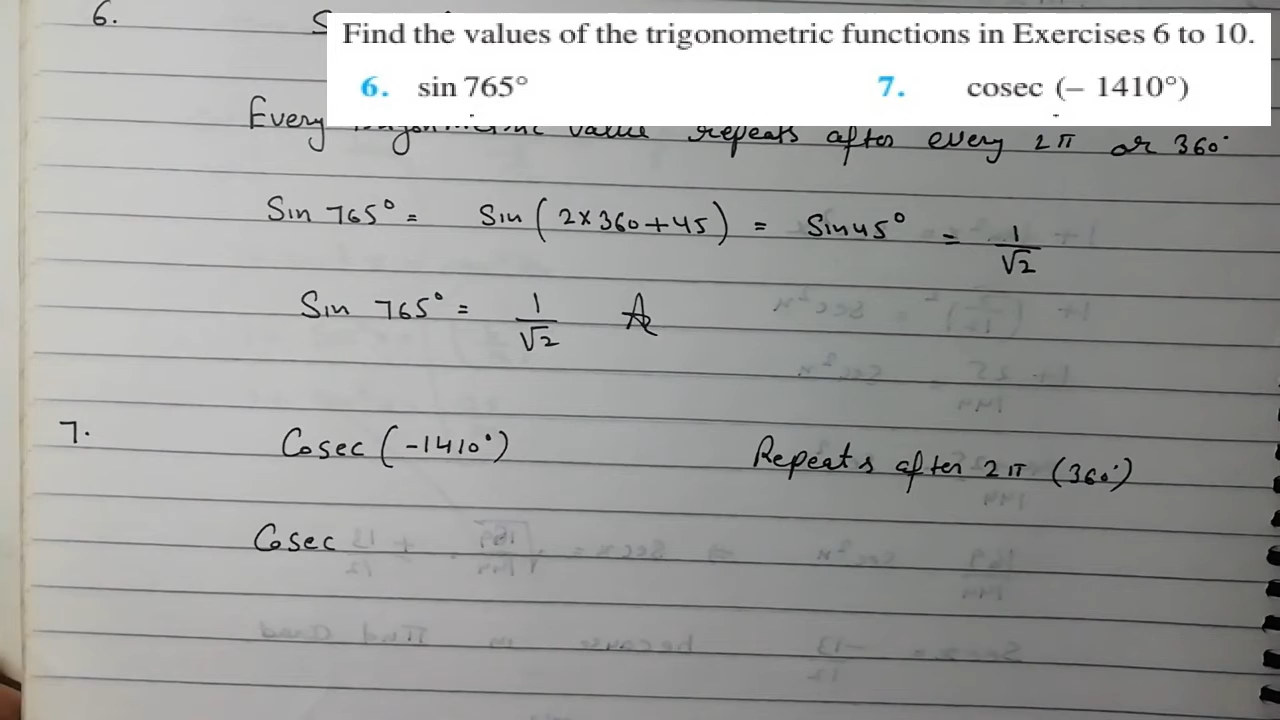 6.
Find the values of the trigonometric functions in Exercises 6 to 10.
6. sin 765° 7. cosec (– 1410°)
Every value repeats after every 2π or 360°
Sin 765° = Sin (2×360+45) = Sin45° = 1/√2
Sin 765° = 1/√2
7. Cosec (-1410°) Repeats after 2π (360°)
Cosec